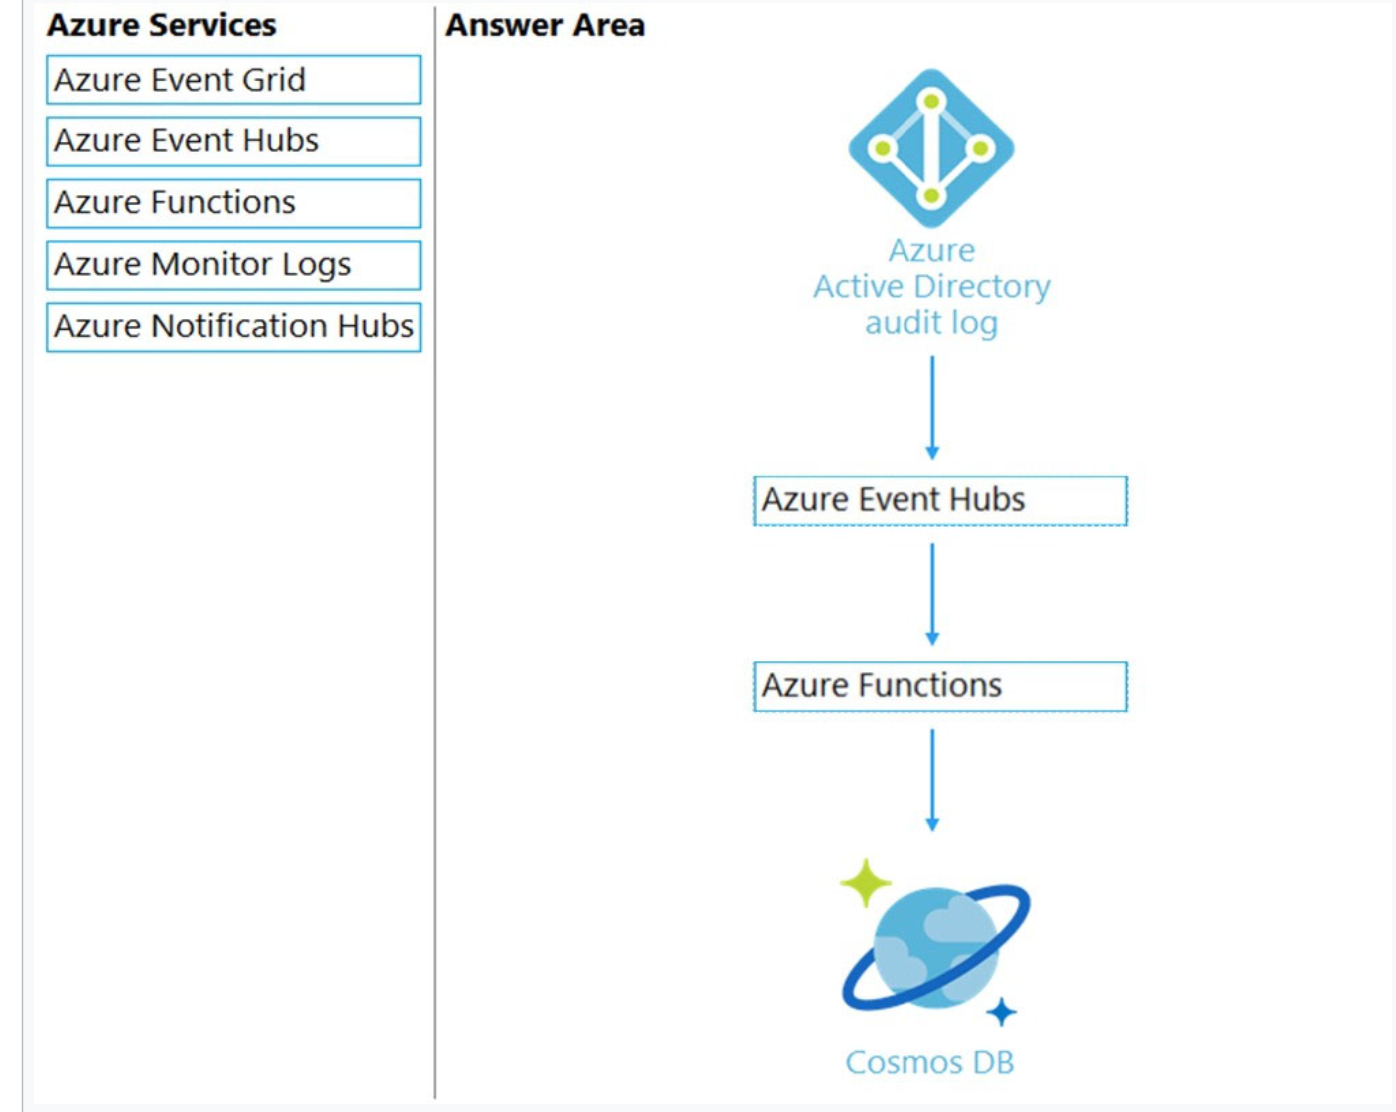 Azure Services
Answer Area
Azure Event Grid
Azure Event Hubs
Azure Functions
Azure Monitor Logs
Azure Notification Hubs
Azure
Active Directory
audit log
Azure Event Hubs
Azure Functions
Cosmos DB